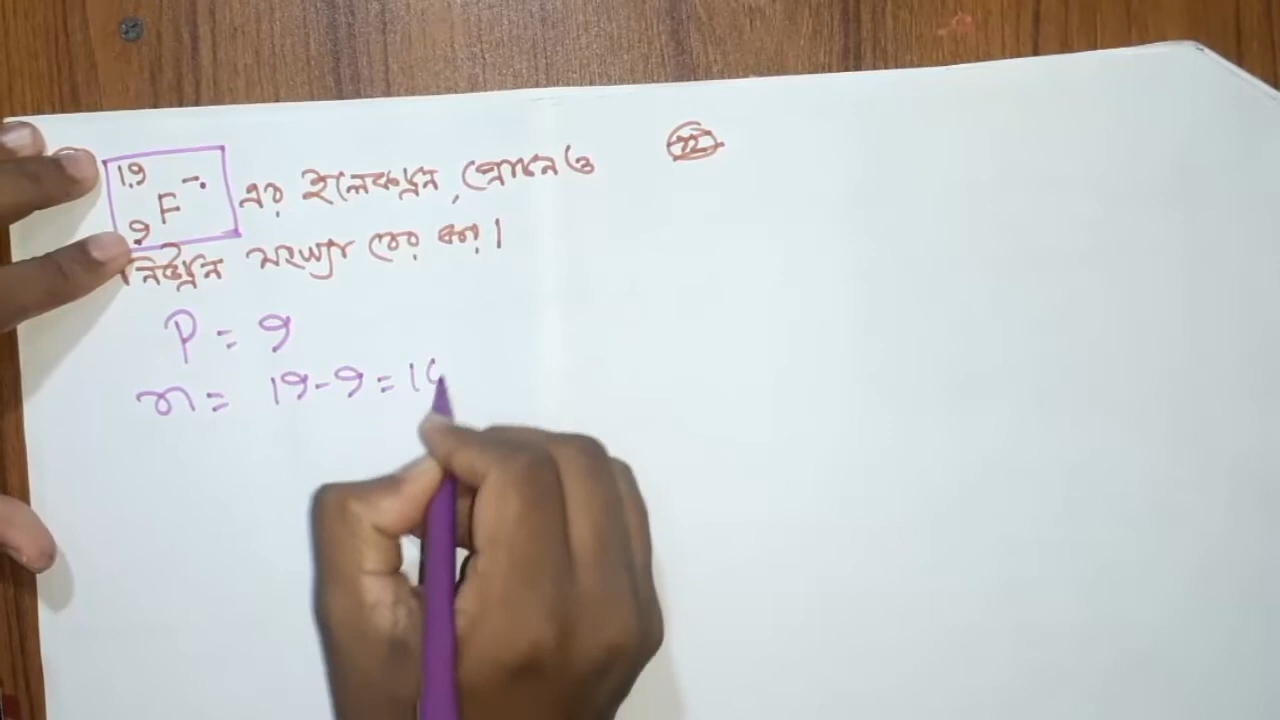 19 9 F- এর ইলেকট্রন, প্রোটন ও
নিউট্রন সংখ্যা বের কর।
P = 9
n = 19-9=10